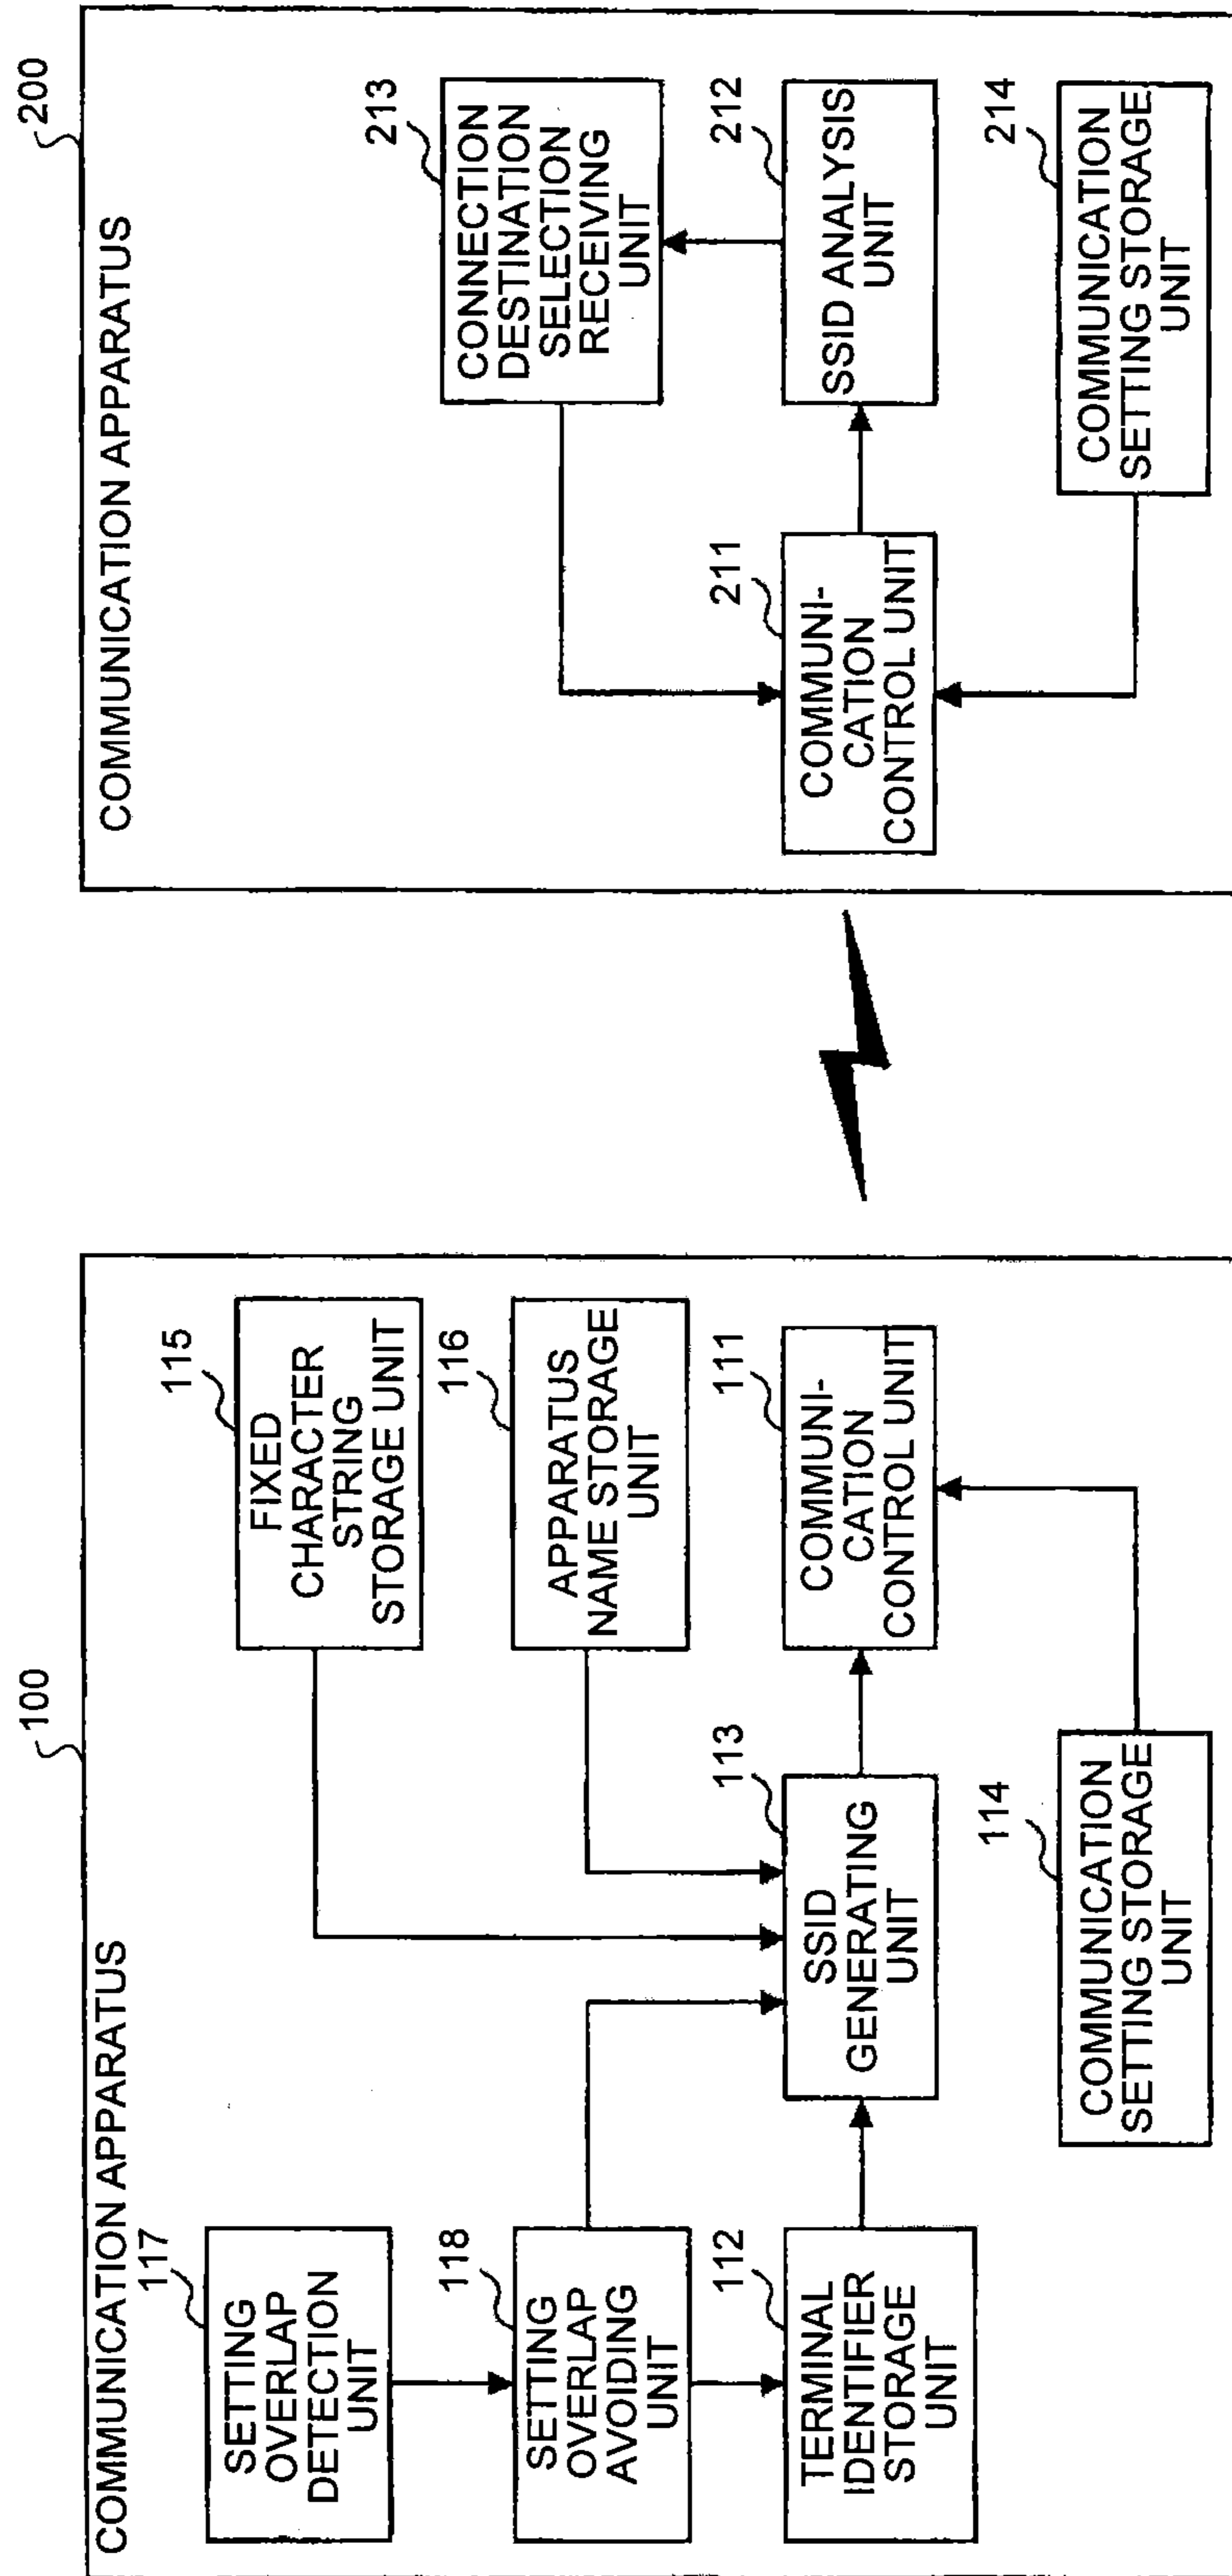 100
COMMUNICATION APPARATUS
117
SETTING
OVERLAP
DETECTION
UNIT
118
SETTING
OVERLAP
AVOIDING
UNIT
112
TERMINAL
IDENTIFIER
STORAGE
UNIT
115
FIXED
CHARACTER
STRING
STORAGE UNIT
116
APPARATUS
NAME STORAGE
UNIT
113
SSID
GENERATING
UNIT
111
COMMUNI-
CATION
CONTROL UNIT
114
COMMUNICATION
SETTING STORAGE
UNIT
200
COMMUNICATION APPARATUS
213
CONNECTION
DESTINATION
SELECTION
RECEIVING
UNIT
211
COMMUNI-
CATION
CONTROL UNIT
212
SSID ANALYSIS
UNIT
214
COMMUNICATION
SETTING STORAGE
UNIT